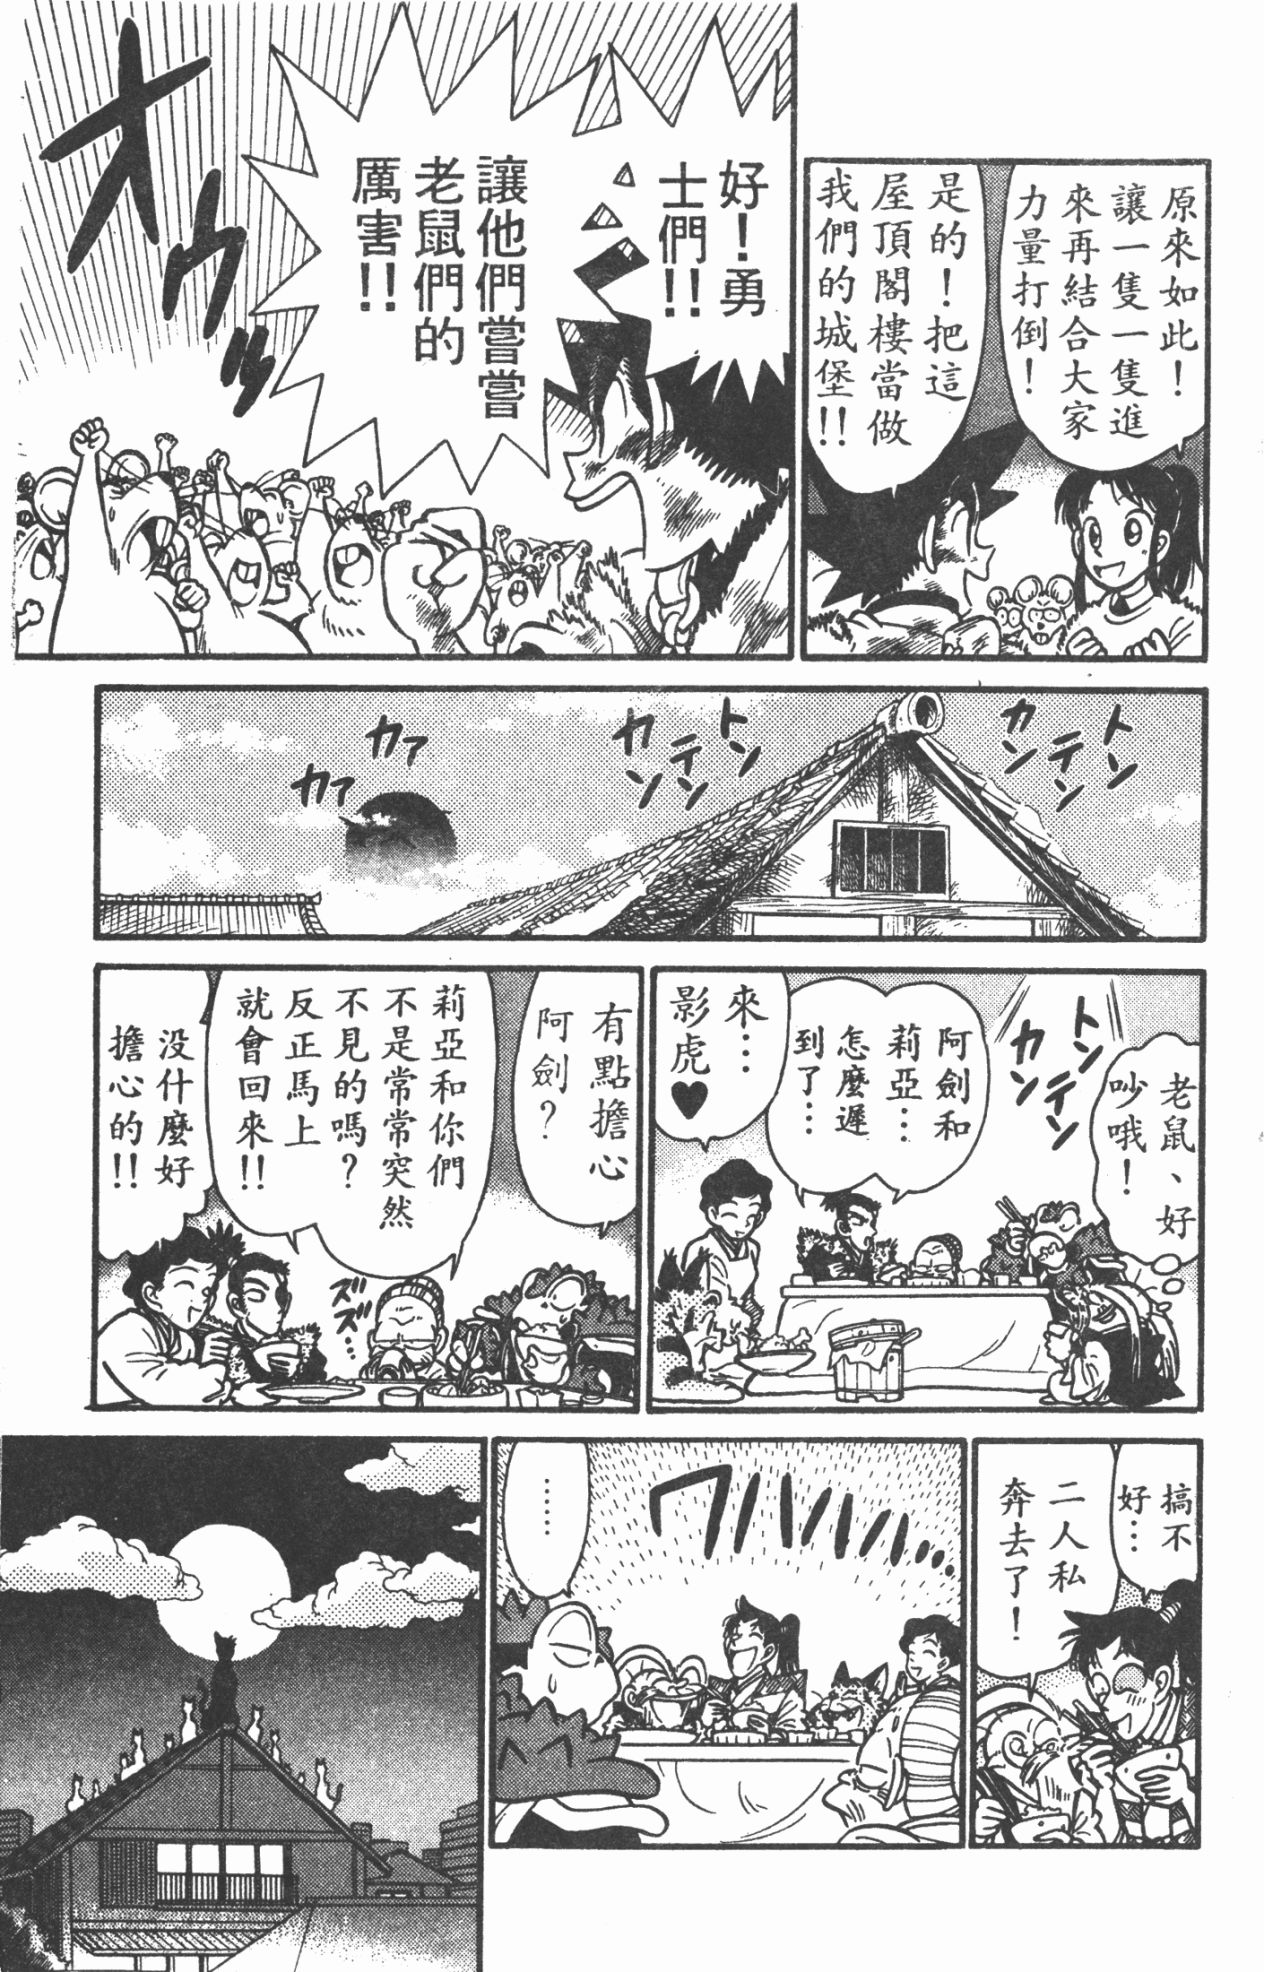 原來如此！
讓一隻一隻進
來再結合大家
力量打倒！
是的！把這
屋頂閣樓當做
我們的城堡！！
好！勇
士們！！
讓他們嘗嘗
老鼠們的
厲害！！
オオッ
トン
テン
カン
トン
テン
カン
カァ
カァ
老鼠、好
吵哦！
トン
テン
カン
阿劍和
莉亞…
怎麼遲
到了…
來…
影虎♥
有點擔心
阿劍？
莉亞和你們
不是常常突然
不見的嗎？
反正馬上
就會回來！！
没什麼好
擔心的！！
ズズ…
搞不
好…
二人私
奔去了！
ワハハハハ…
……